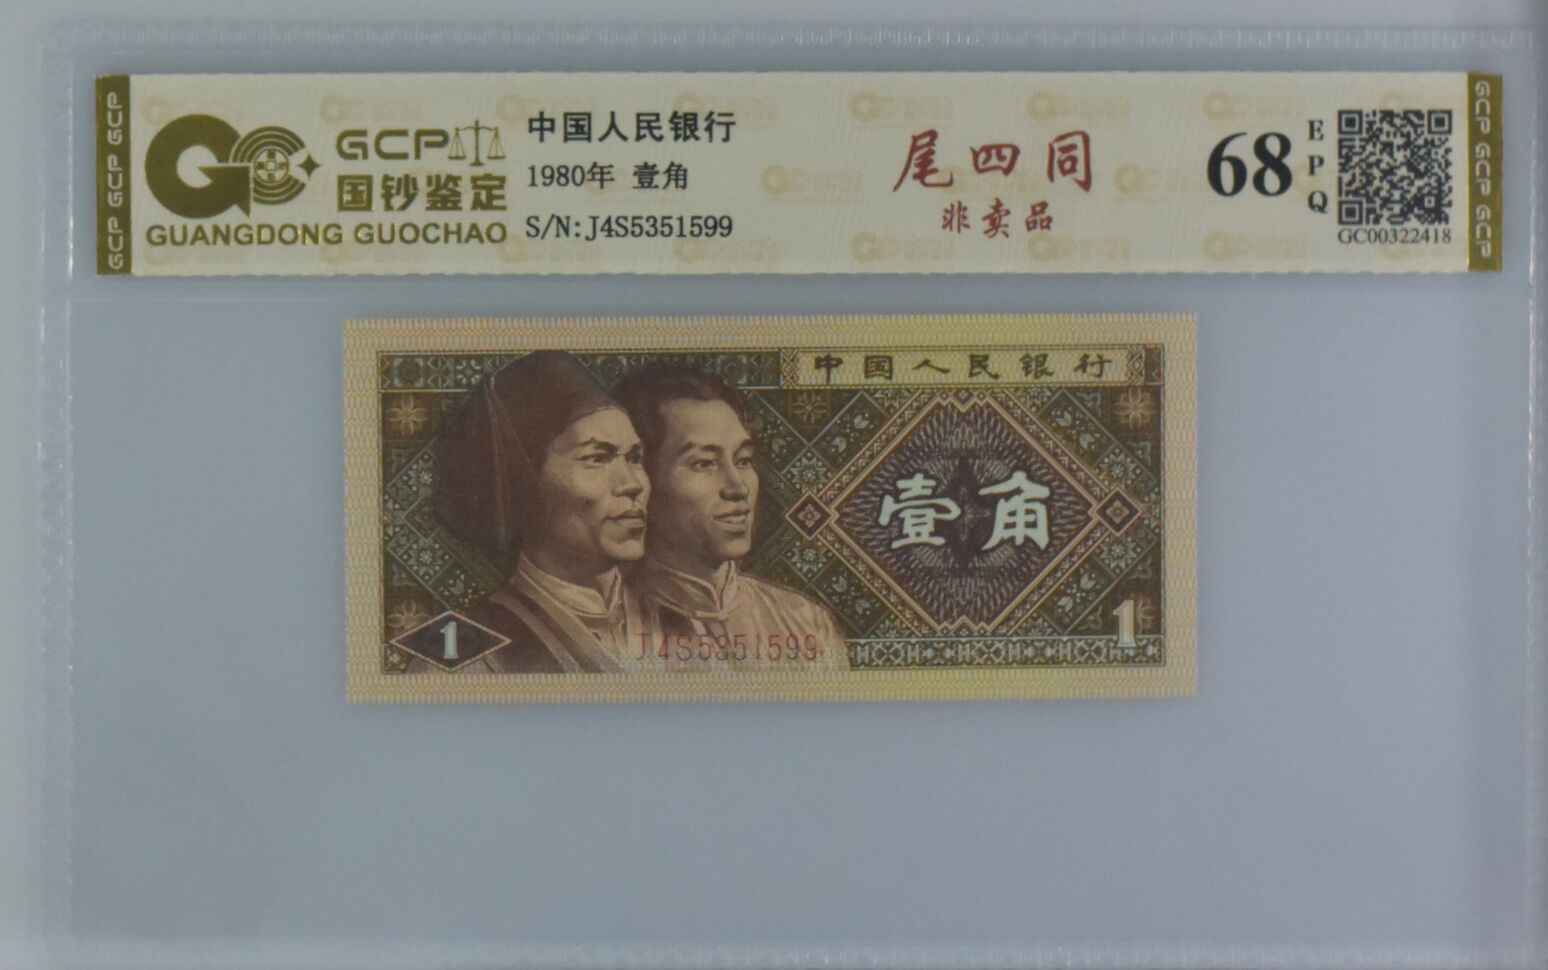 GCP GCP GCP
GCP
国钞鉴定
GUANGDONG GUOCHAO
中国人民银行
1980年 壹角
S/N: J4S5351599
尾四同
非卖品
68
EPQ
GC00322418
GCP GCP GCP
中国人民银行
壹角
1
J4S5351599
1